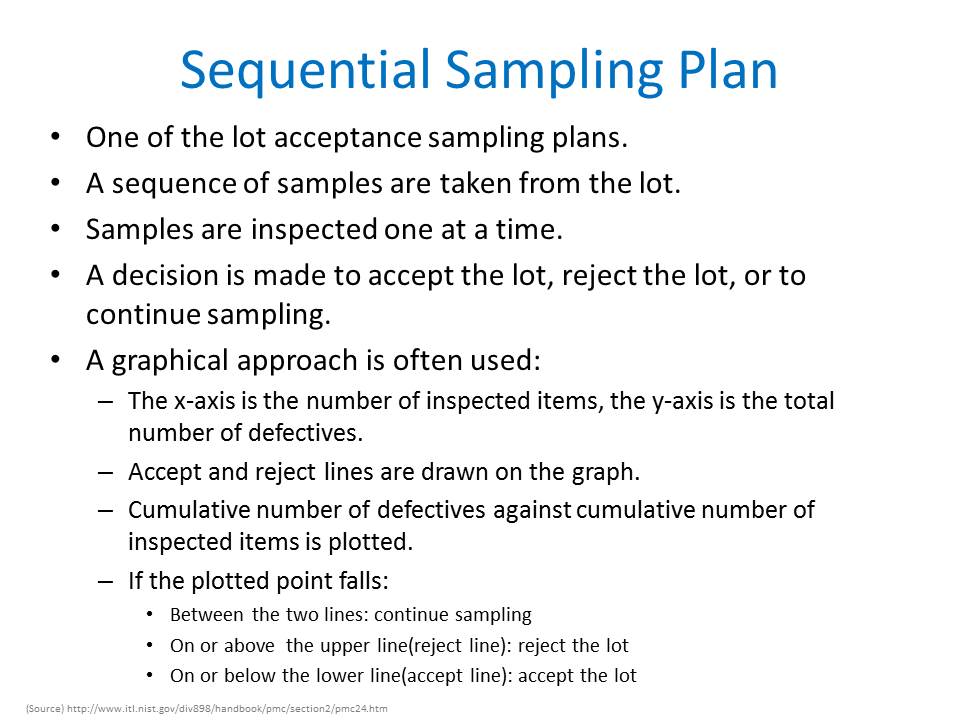 Sequential Sampling Plan
• One of the lot acceptance sampling plans.
• A sequence of samples are taken from the lot.
• Samples are inspected one at a time.
• A decision is made to accept the lot, reject the lot, or to
continue sampling.
• A graphical approach is often used:
– The x-axis is the number of inspected items, the y-axis is the total
number of defectives.
– Accept and reject lines are drawn on the graph.
– Cumulative number of defectives against cumulative number of
inspected items is plotted.
– If the plotted point falls:
• Between the two lines: continue sampling
• On or above the upper line(reject line): reject the lot
• On or below the lower line(accept line): accept the lot
(Source) http://www.itl.nist.gov/div898/handbook/pmc/section2/pmc24.htm